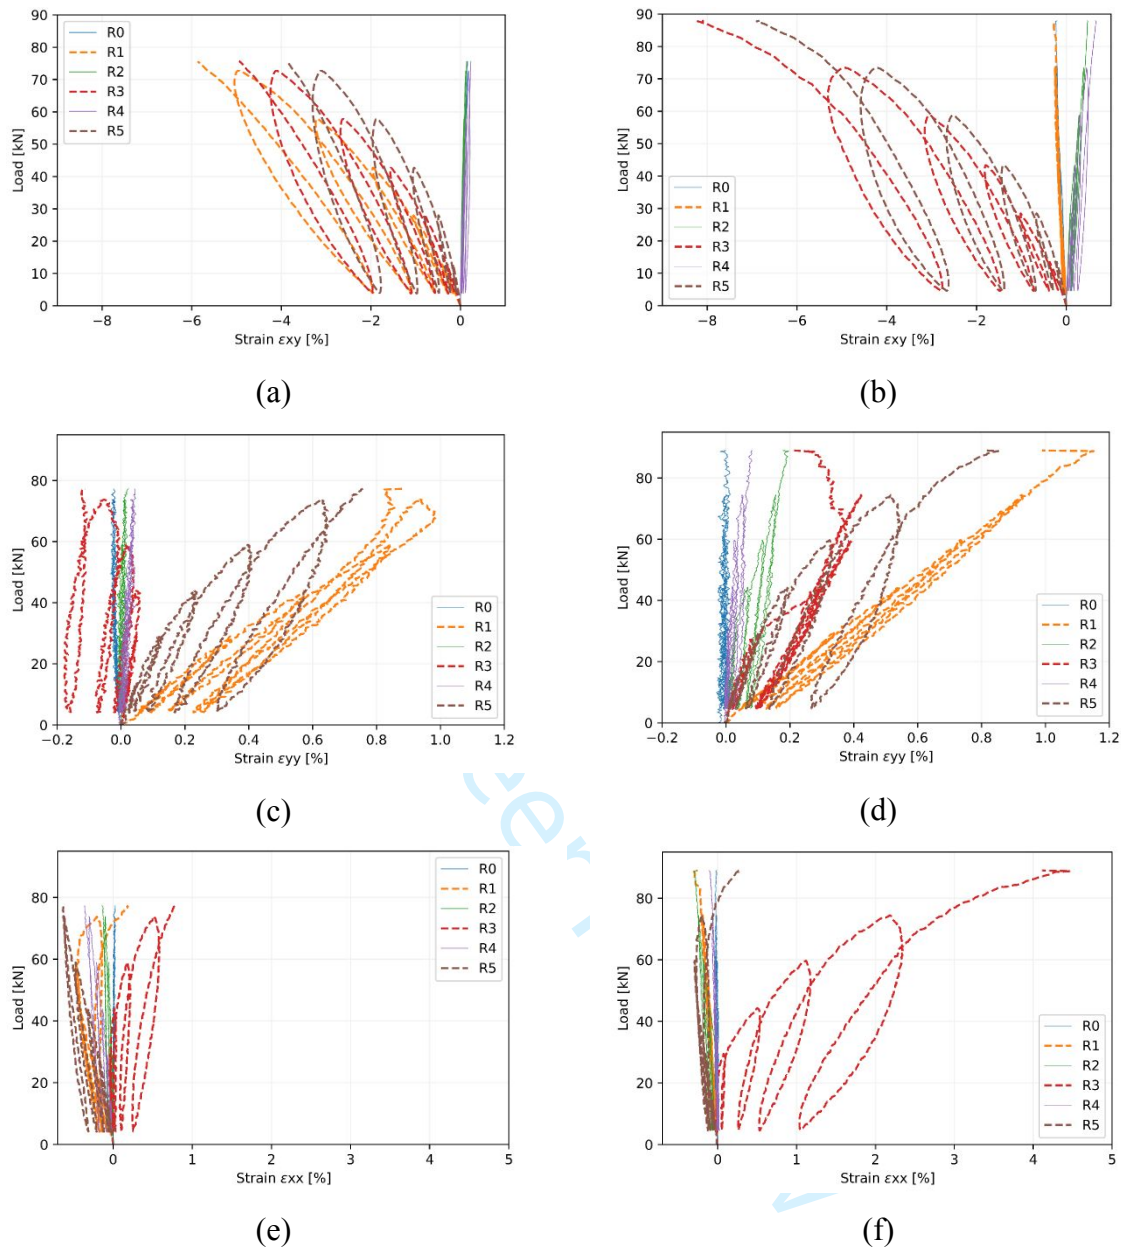 90
80
70
60
50
40
30
20
10
0
Load [kN]
R0
R1
R2
R3
R4
R5
−8 −6 −4 −2 0
Strain εxy [%]
(a)
90
80
70
60
50
40
30
20
10
0
Load [kN]
R0
R1
R2
R3
R4
R5
−8 −6 −4 −2 0
Strain εxy [%]
(b)
80
60
40
20
0
Load [kN]
R0
R1
R2
R3
R4
R5
−0.2 0.0 0.2 0.4 0.6 0.8 1.0 1.2
Strain εyy [%]
(c)
80
60
40
20
0
Load [kN]
R0
R1
R2
R3
R4
R5
−0.2 0.0 0.2 0.4 0.6 0.8 1.0 1.2
Strain εyy [%]
(d)
80
60
40
20
0
Load [kN]
R0
R1
R2
R3
R4
R5
0 1 2 3 4 5
Strain εxx [%]
(e)
80
60
40
20
0
Load [kN]
R0
R1
R2
R3
R4
R5
0 1 2 3 4 5
Strain εxx [%]
(f)